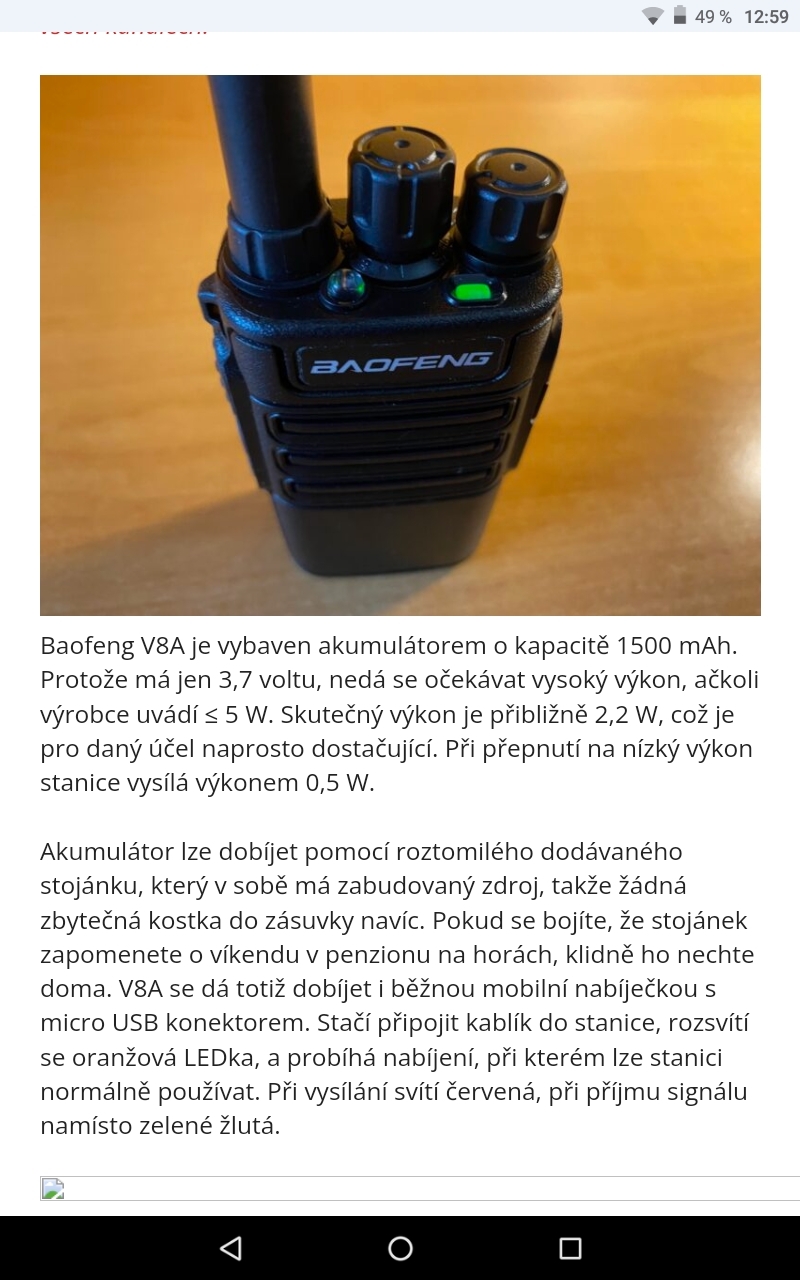 49 % 12:59
BAOFENG
Baofeng V8A je vybaven akumulátorem o kapacitě 1500 mAh.
Protože má jen 3,7 voltu, nedá se očekávat vysoký výkon, ačkoli
výrobce uvádí ≤ 5 W. Skutečný výkon je přibližně 2,2 W, což je
pro daný účel naprosto dostačující. Při přepnutí na nízký výkon
stanice vysílá výkonem 0,5 W.
Akumulátor lze dobíjet pomocí roztomilého dodávaného
stojánku, který v sobě má zabudovaný zdroj, takže žádná
zbytečná kostka do zásuvky navíc. Pokud se bojíte, že stojánek
zapomenete o víkendu v penzionu na horách, klidně ho nechte
doma. V8A se dá totiž dobíjet i běžnou mobilní nabíječkou s
micro USB konektorem. Stačí připojit kablík do stanice, rozsvítí
se oranžová LEDka, a probíhá nabíjení, při kterém lze stanici
normálně používat. Při vysílání svítí červená, při příjmu signálu
namísto zelené žlutá.